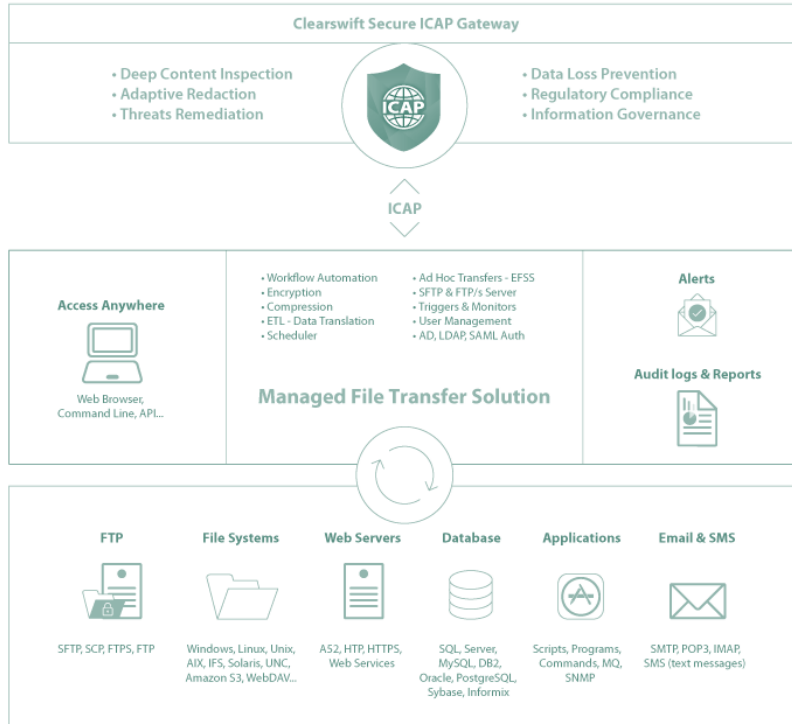 Clearswift Secure ICAP Gateway
• Deep Content Inspection
• Adaptive Redaction
• Threats Remediation
ICAP
• Data Loss Prevention
• Regulatory Compliance
• Information Governance
ICAP
Access Anywhere
Web Browser,
Command Line, API...
• Workflow Automation
• Encryption
• Compression
• ETL - Data Translation
• Scheduler
• Ad Hoc Transfers - EFSS
• SFTP & FTP/s Server
• Triggers & Monitors
• User Management
• AD, LDAP, SAML Auth
Managed File Transfer Solution
Alerts
Audit logs & Reports
FTP
SFTP, SCP, FTPS, FTP
File Systems
Windows, Linux, Unix,
AIX, IFS, Solaris, UNC,
Amazon S3, WebDAV...
Web Servers
AS2, HTP, HTTPS,
Web Services
Database
SQL, Server,
MySQL, DB2,
Oracle, PostgreSQL,
Sybase, Informix
Applications
Scripts, Programs,
Commands, MQ,
SNMP
Email & SMS
SMTP, POP3, IMAP,
SMS (text messages)